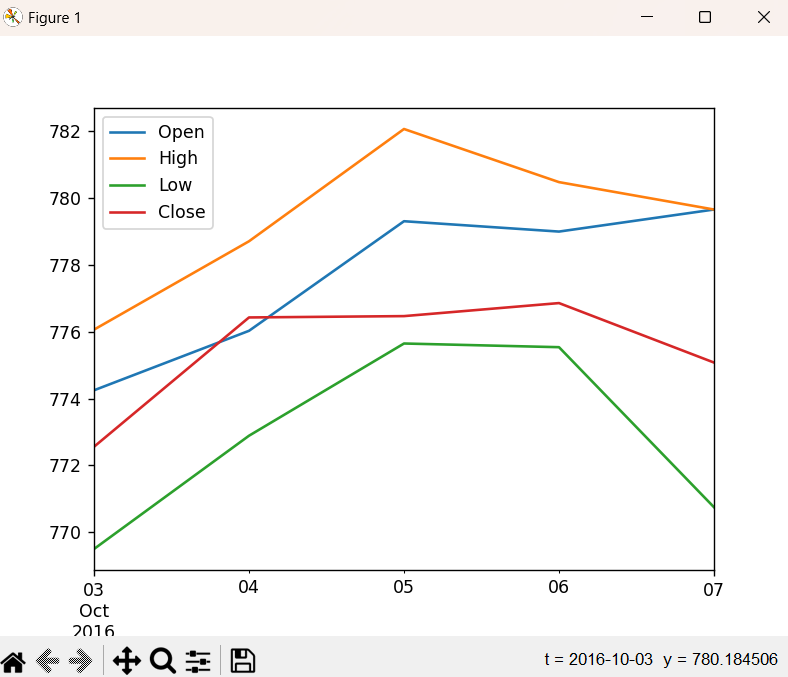 Figure 1
782
780
778
776
774
772
770
Open
High
Low
Close
03 04 05 06 07
Oct
2016
t = 2016-10-03 y = 780.184506